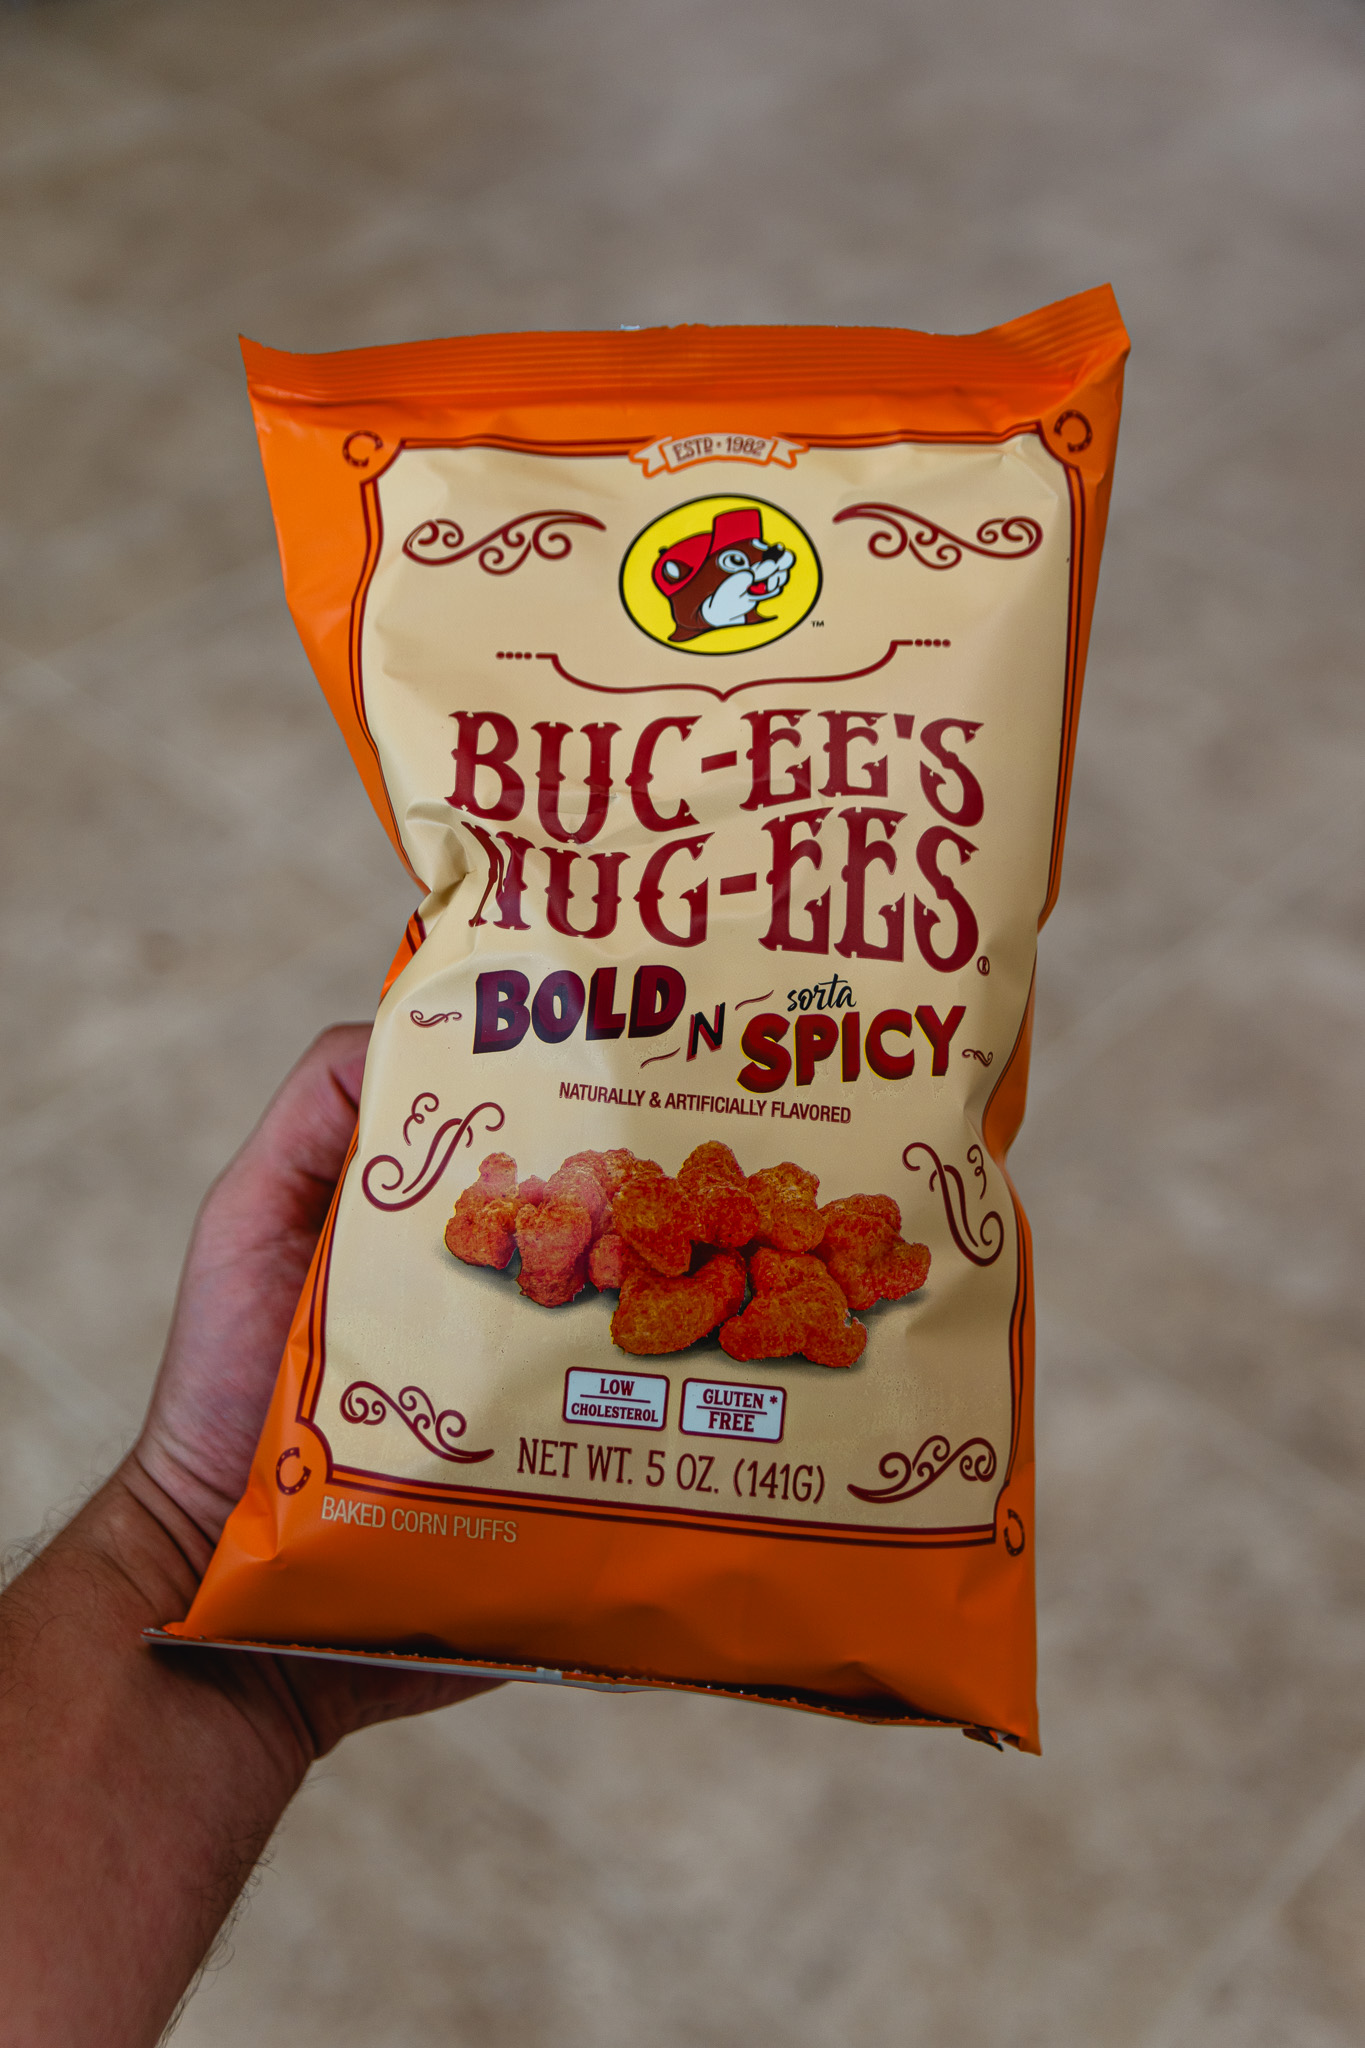 ESTD • 1982
TM
BUC-EE'S
NUG-EES®
BOLD N sorta SPICY
NATURALLY & ARTIFICIALLY FLAVORED
LOW CHOLESTEROL
GLUTEN* FREE
NET WT. 5 OZ. (141G)
BAKED CORN PUFFS